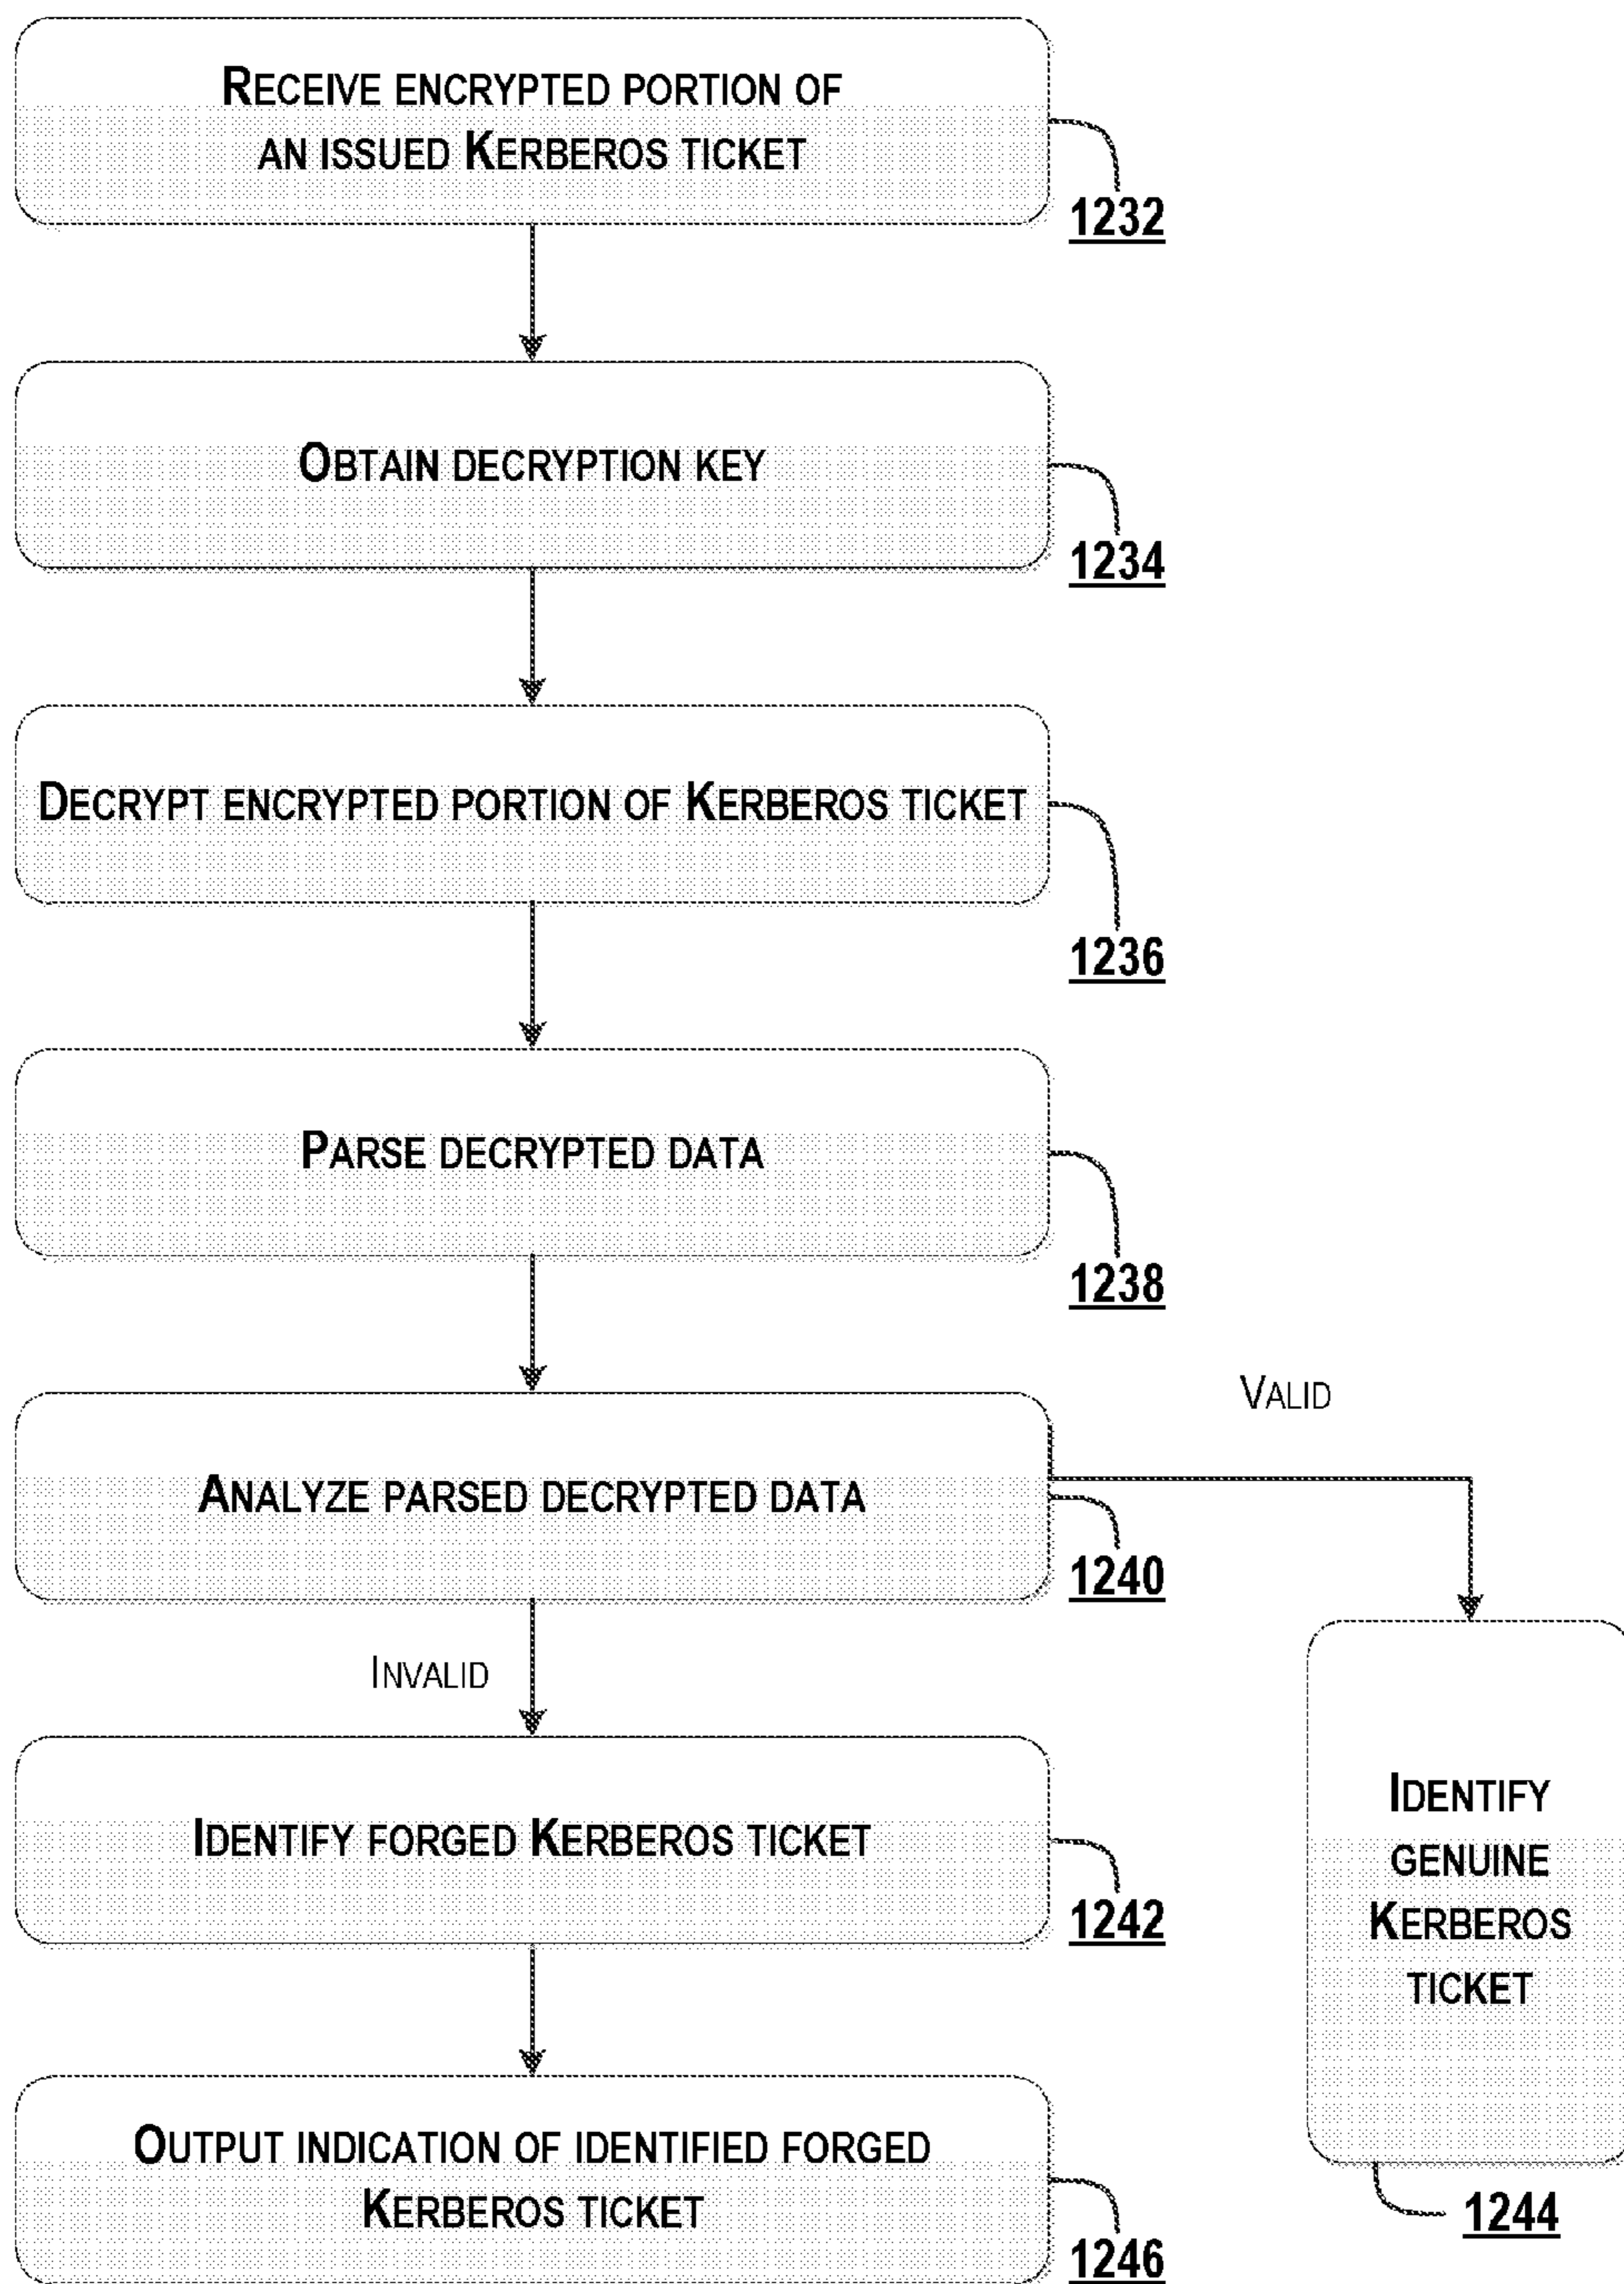 RECEIVE ENCRYPTED PORTION OF
AN ISSUED KERBEROS TICKET
1232
OBTAIN DECRYPTION KEY
1234
DECRYPT ENCRYPTED PORTION OF KERBEROS TICKET
1236
PARSE DECRYPTED DATA
1238
ANALYZE PARSED DECRYPTED DATA
1240
VALID
INVALID
IDENTIFY FORGED KERBEROS TICKET
1242
IDENTIFY
GENUINE
KERBEROS
TICKET
1244
OUTPUT INDICATION OF IDENTIFIED FORGED
KERBEROS TICKET
1246